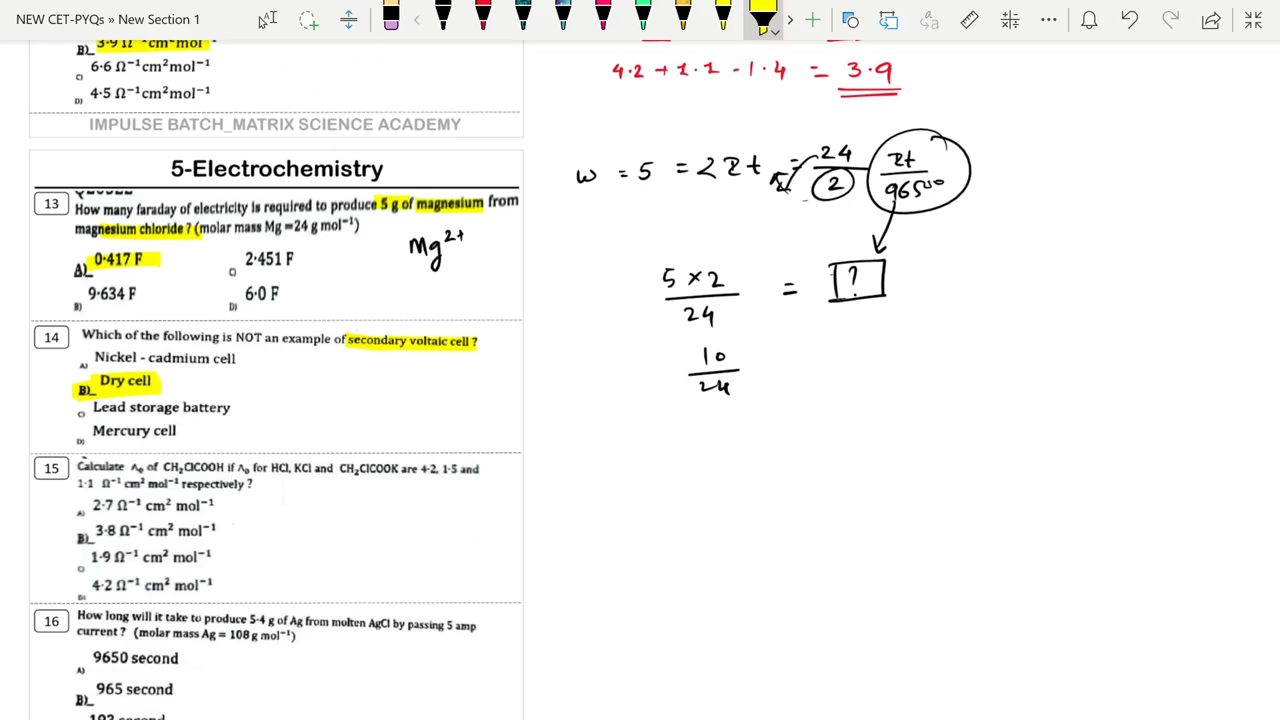 NEW CET-PYQs » New Section 1
B) 3·9 Ω⁻¹cm²mol⁻¹
C) 6·6 Ω⁻¹cm²mol⁻¹
D) 4·5 Ω⁻¹cm²mol⁻¹
IMPULSE BATCH_MATRIX SCIENCE ACADEMY
4·2 + 1·1 - 1·4 = 3·9
5-Electrochemistry
13
How many faraday of electricity is required to produce 5 g of magnesium from
magnesium chloride ? (molar mass Mg =24 g mol⁻¹)
A) 0·417 F
C) 2·451 F
B) 9·634 F
D) 6·0 F
Mg²⁺
w = 5 = Z I t = 24/2 It/96500
5 × 2 / 24 = ?
10/24
14 Which of the following is NOT an example of secondary voltaic cell ?
A) Nickel - cadmium cell
B) Dry cell
C) Lead storage battery
D) Mercury cell
15 Calculate Λ₀ of CH₂ClCOOH if Λ₀ for HCl, KCl and CH₂ClCOOK are 4·2, 1·5 and
1·1 Ω⁻¹ cm² mol⁻¹ respectively ?
A) 2·7 Ω⁻¹ cm² mol⁻¹
B) 3·8 Ω⁻¹ cm² mol⁻¹
C) 1·9 Ω⁻¹ cm² mol⁻¹
D) 4·2 Ω⁻¹ cm² mol⁻¹
16 How long will it take to produce 5·4 g of Ag from molten AgCl by passing 5 amp
current ? (molar mass Ag = 108 g mol⁻¹)
A) 9650 second
B) 965 second